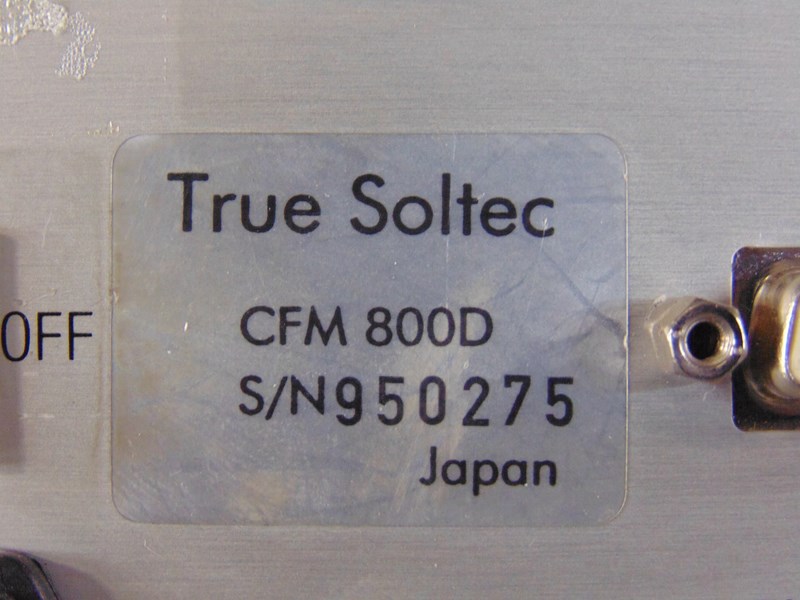 True Soltec
OFF
CFM 800D
S/N950275
Japan